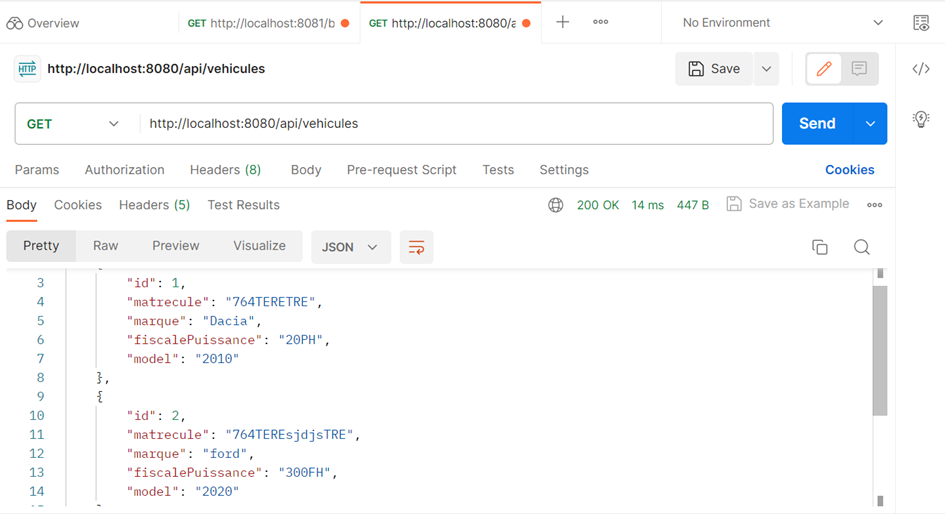 Overview
GET http://localhost:8081/b
GET http://localhost:8080/a
No Environment
HTTP http://localhost:8080/api/vehicules
Save
GET http://localhost:8080/api/vehicules
Send
Params Authorization Headers (8) Body Pre-request Script Tests Settings Cookies
Body Cookies Headers (5) Test Results 200 OK 14 ms 447 B Save as Example
Pretty Raw Preview Visualize JSON
3 "id": 1,
4 "matrecule": "764TERETRE",
5 "marque": "Dacia",
6 "fiscalePuissance": "20PH",
7 "model": "2010"
8 },
9 {
10 "id": 2,
11 "matrecule": "764TEREsjdjsTRE",
12 "marque": "ford",
13 "fiscalePuissance": "300FH",
14 "model": "2020"